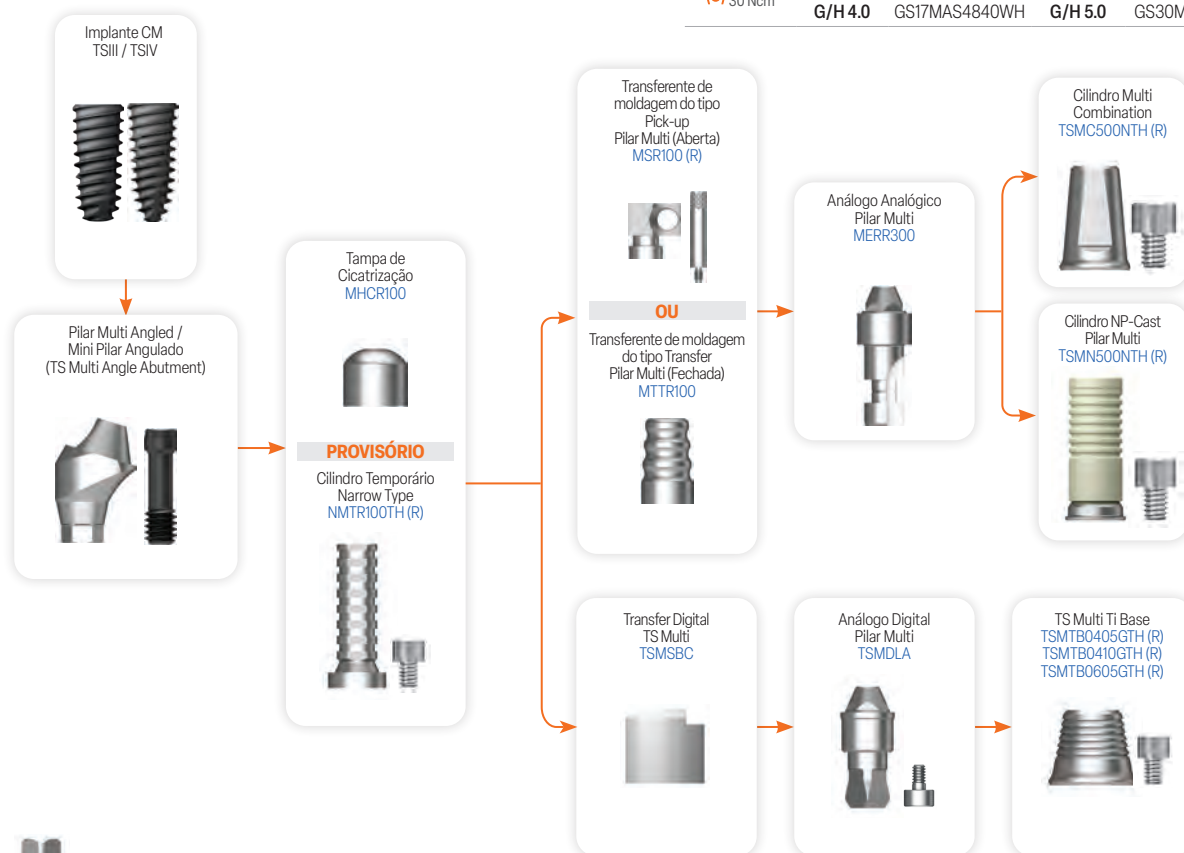 30 Ncm
G/H 4.0 GS17MAS4840WH G/H 5.0
Implante CM
TSIII / TSIV
Pilar Multi Angled /
Mini Pilar Angulado
(TS Multi Angle Abutment)
Tampa de
Cicatrização
MHCR100
PROVISÓRIO
Cilindro Temporário
Narrow Type
NMTR100TH (R)
Transferente de
moldagem do tipo
Pick-up
Pilar Multi (Aberta)
MSR100 (R)
OU
Transferente de moldagem
do tipo Transfer
Pilar Multi (Fechada)
MTTR100
Análogo Analógico
Pilar Multi
MERR300
Cilindro Multi
Combination
TSMC500NTH (R)
Cilindro NP-Cast
Pilar Multi
TSMN500NTH (R)
Transfer Digital
TS Multi
TSMSBC
Análogo Digital
Pilar Multi
TSMDLA
TS Multi Ti Base
TSMTB0405GTH (R)
TSMTB0410GTH (R)
TSMTB0605GTH (R)